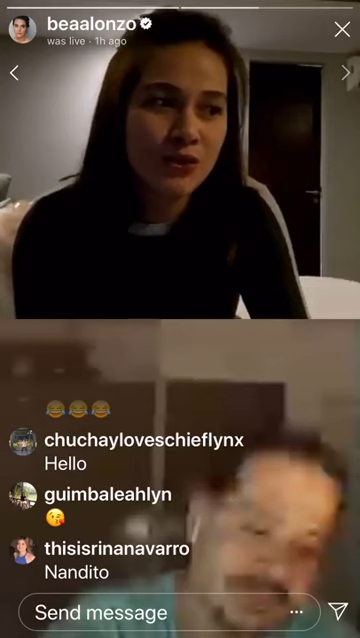 beaalonzo
was live · 1h ago
😂😂😂
chuchayloveschieflynx
Hello
guimbaleahlyn
😘
thisisrinanavarro
Nandito
Send message